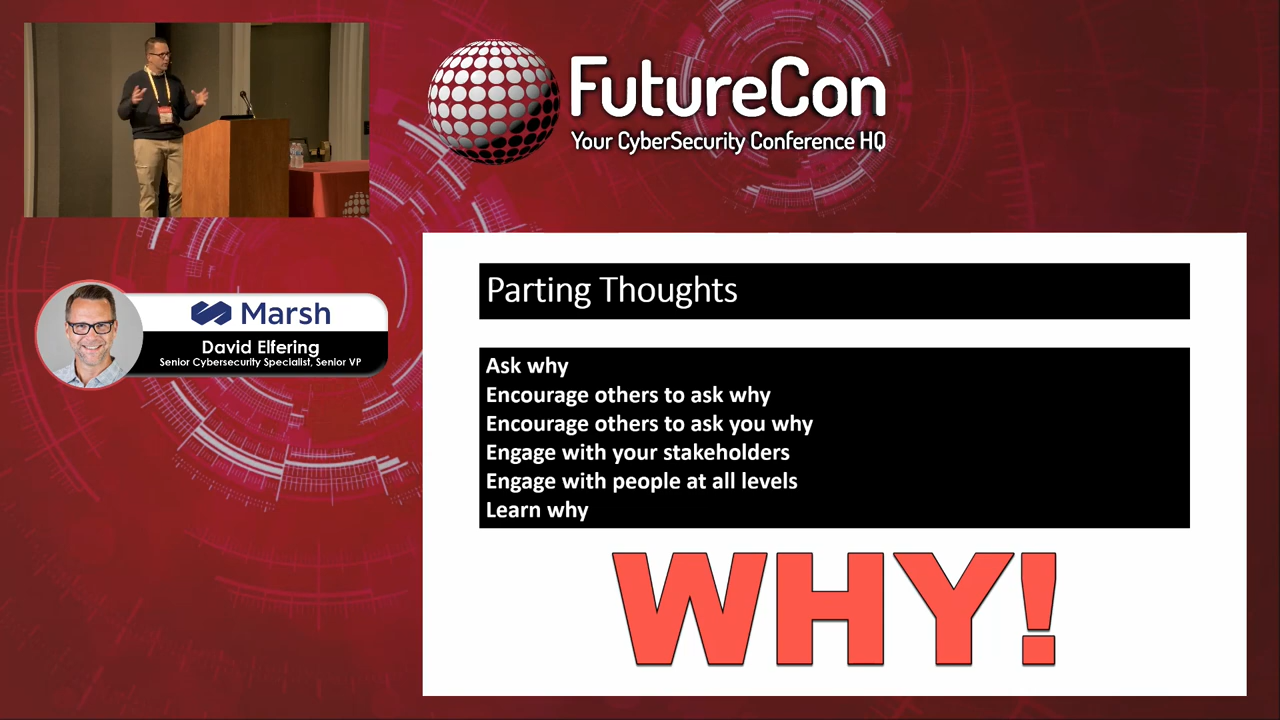 FutureCon
Your CyberSecurity Conference HQ
Marsh
David Elfering
Senior Cybersecurity Specialist, Senior VP
Parting Thoughts
Ask why
Encourage others to ask why
Encourage others to ask you why
Engage with your stakeholders
Engage with people at all levels
Learn why
WHY!